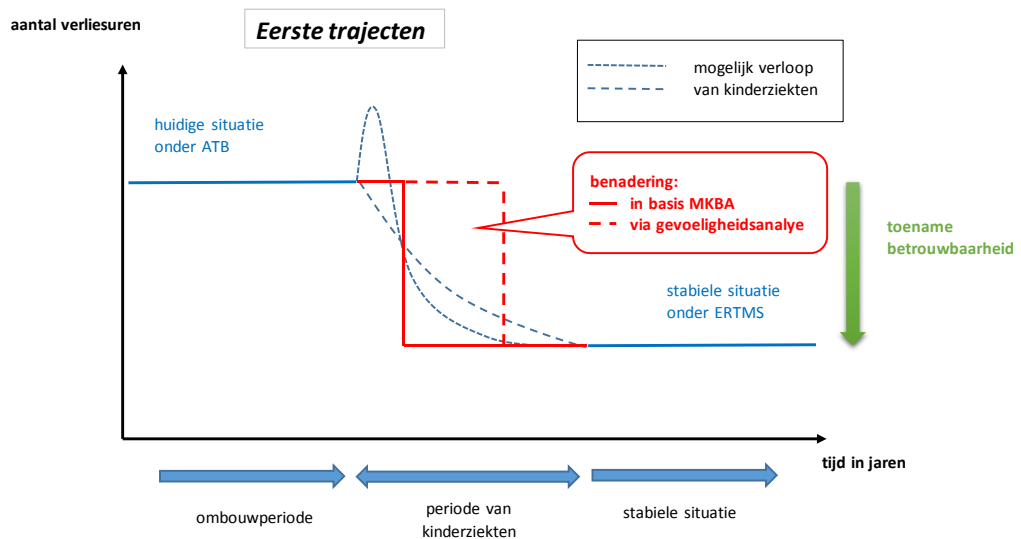 aantal verliesuren
Eerste trajecten
mogelijk verloop
van kinderziekten
huidige situatie
onder ATB
benadering:
in basis MKBA
via gevoeligheidsanalye
toename
betrouwbaarheid
stabiele situatie
onder ERTMS
tijd in jaren
ombouwperiode
periode van
kinderziekten
stabiele situatie